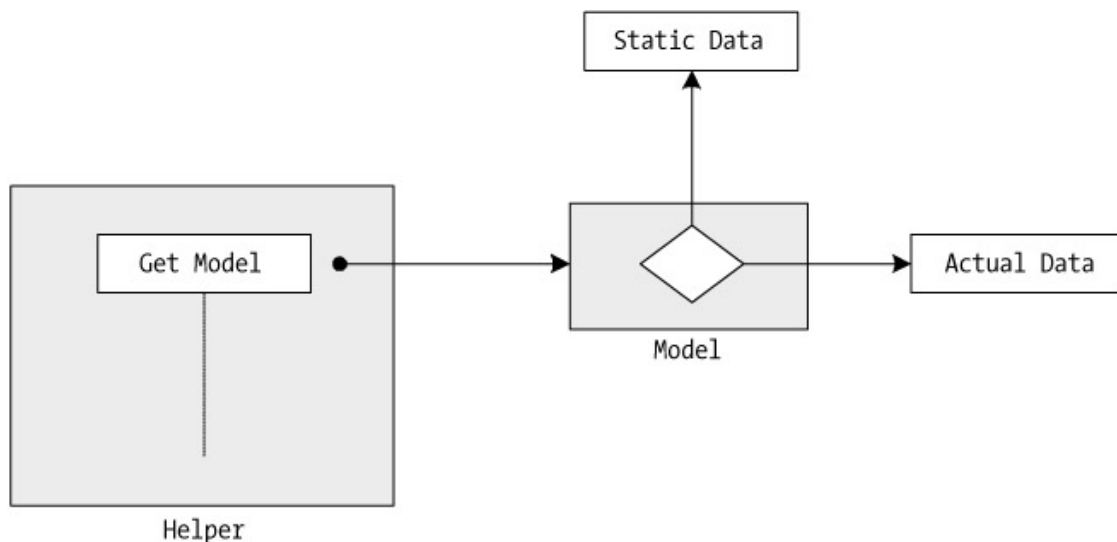 Static Data
Get Model
Actual Data
Model
Helper